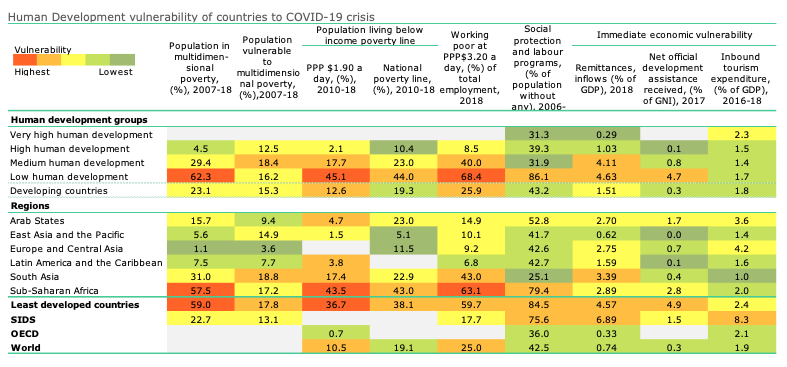 Human Development vulnerability of countries to COVID-19 crisis
Vulnerability
Highest Lowest
Population in multidimen-sional poverty, (%), 2007-18
Population vulnerable to multidimensio nal poverty, (%),2007-18
Population living below income poverty line
PPP $1.90 a day, (%), 2010-18
National poverty line, (%), 2010-18
Working poor at PPP$3.20 a day, (%) of total employment, 2018
Social protection and labour programs, (% of population without any), 2006-
Immediate economic vulnerability
Remittances, inflows (% of GDP), 2018
Net official development assistance received, (% of GNI), 2017
Inbound tourism expenditure, (% of GDP), 2016-18
Human development groups
Very high human development 31.3 0.29 2.3
High human development 4.5 12.5 2.1 10.4 8.5 39.3 1.03 0.1 1.5
Medium human development 29.4 18.4 17.7 23.0 40.0 31.9 4.11 0.8 1.4
Low human development 62.3 16.2 45.1 44.0 68.4 86.1 4.63 4.7 1.7
Developing countries 23.1 15.3 12.6 19.3 25.9 43.2 1.51 0.3 1.8
Regions
Arab States 15.7 9.4 4.7 23.0 14.9 52.8 2.70 1.7 3.6
East Asia and the Pacific 5.6 14.9 1.5 5.1 10.1 41.7 0.62 0.0 1.4
Europe and Central Asia 1.1 3.6 11.5 9.2 42.6 2.75 0.7 4.2
Latin America and the Caribbean 7.5 7.7 3.8 6.8 42.7 1.59 0.1 1.6
South Asia 31.0 18.8 17.4 22.9 43.0 25.1 3.39 0.4 1.0
Sub-Saharan Africa 57.5 17.2 43.5 43.0 63.1 79.4 2.89 2.8 2.0
Least developed countries 59.0 17.8 36.7 38.1 59.7 84.5 4.57 4.9 2.4
SIDS 22.7 13.1 17.7 75.6 6.89 1.5 8.3
OECD 0.7 36.0 0.33 2.1
World 10.5 19.1 25.0 42.5 0.74 0.3 1.9